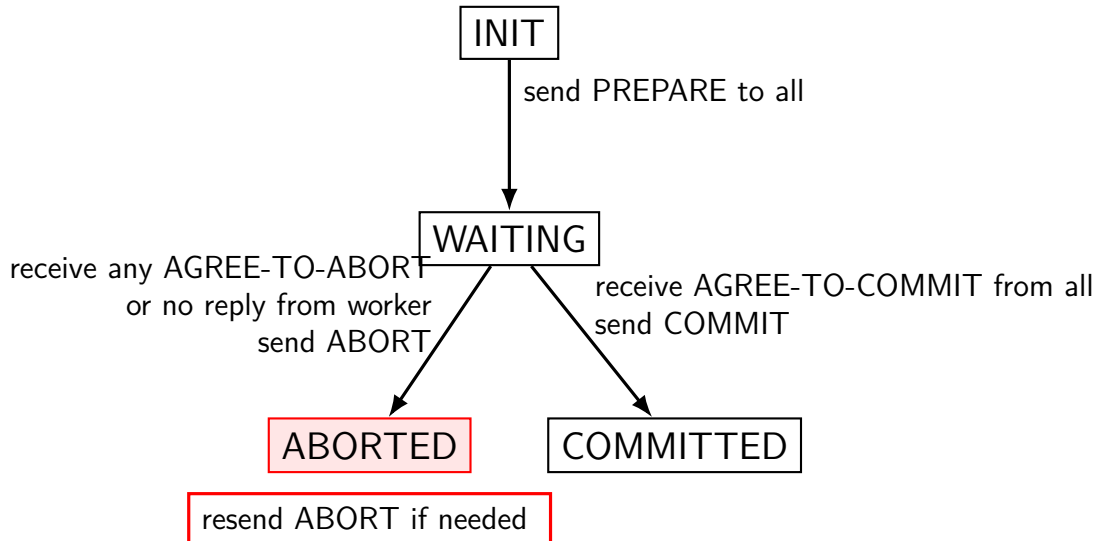 INIT
send PREPARE to all
WAITING
receive any AGREE-TO-ABORT
or no reply from worker
send ABORT
receive AGREE-TO-COMMIT from all
send COMMIT
ABORTED
COMMITTED
resend ABORT if needed